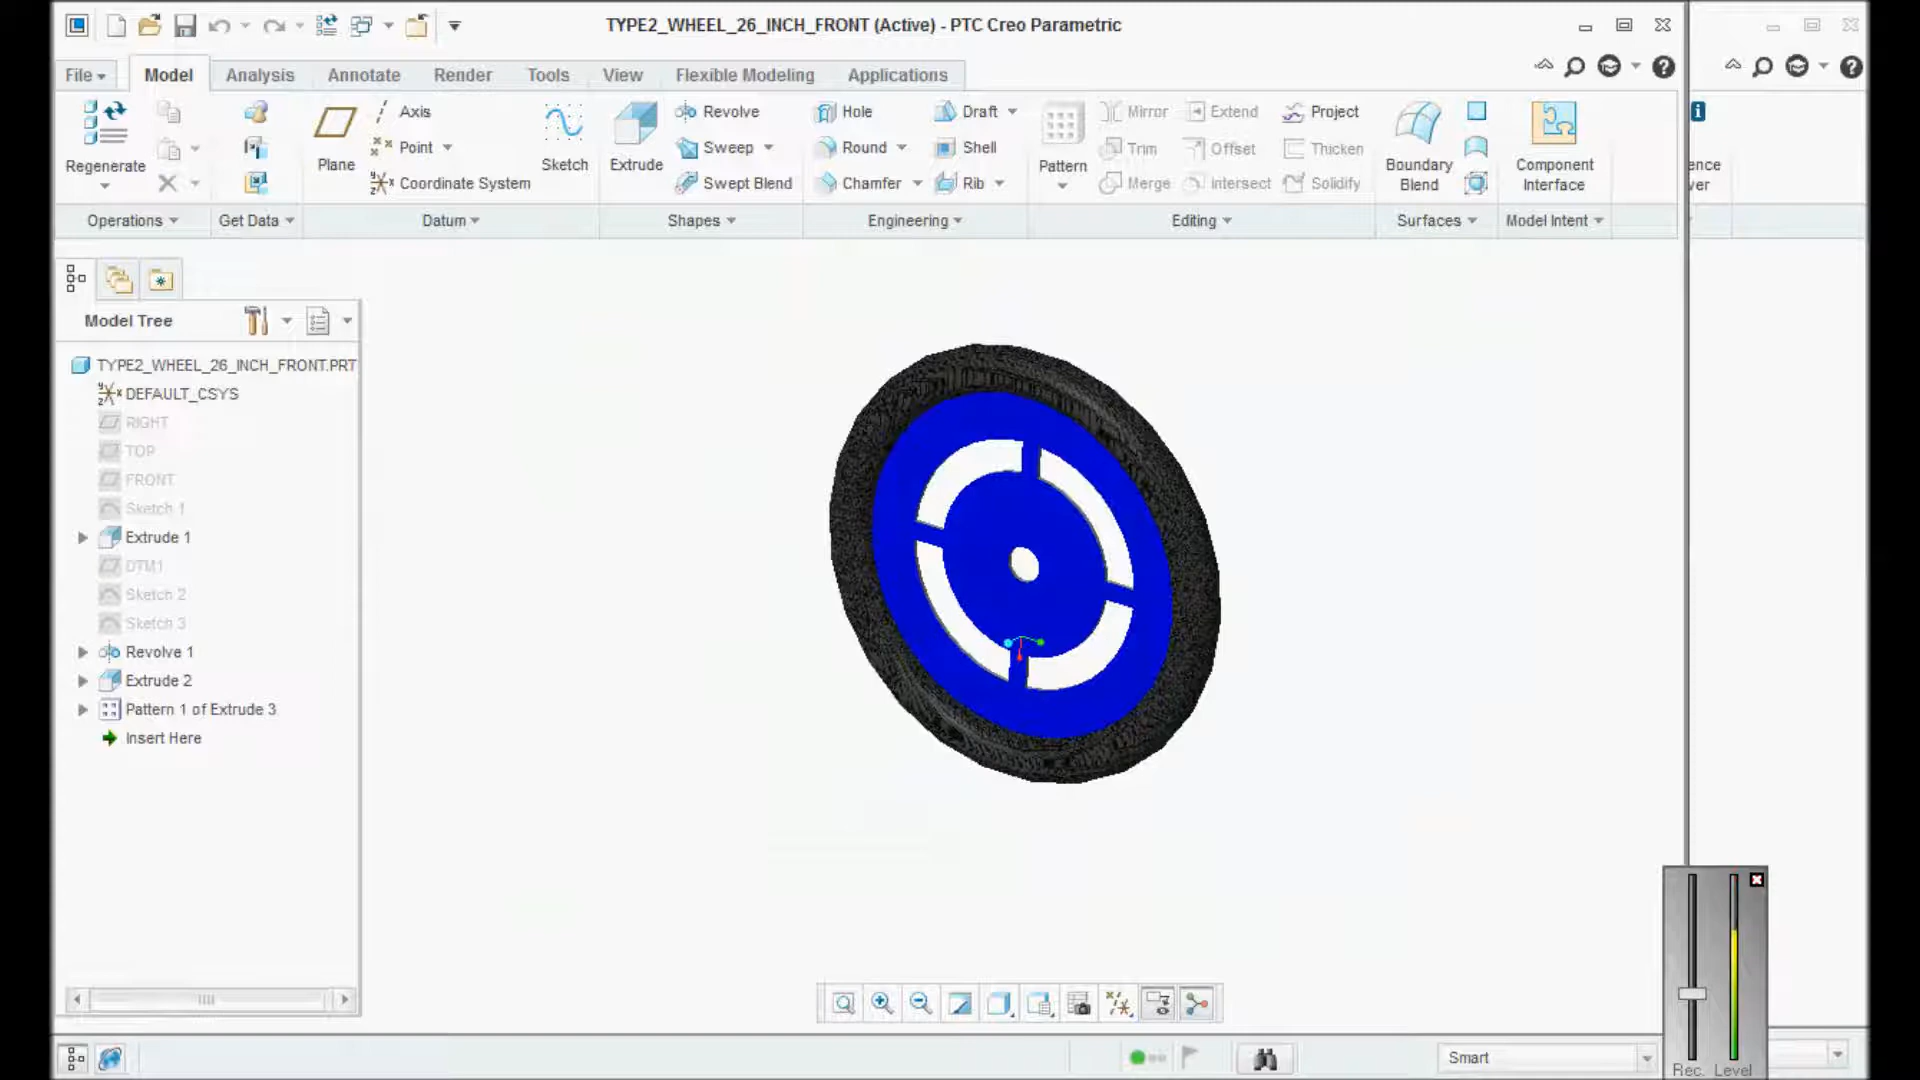 TYPE2_WHEEL_26_INCH_FRONT (Active) - PTC Creo Parametric
File Model Analysis Annotate Render Tools View Flexible Modeling Applications
Regenerate
Plane
Axis
Point
Coordinate System
Sketch
Extrude
Revolve
Sweep
Swept Blend
Hole
Round
Chamfer
Draft
Shell
Rib
Pattern
Mirror
Trim
Merge
Extend
Offset
Intersect
Project
Thicken
Solidify
Boundary
Blend
Component
Interface
ence
ver
Operations Get Data Datum Shapes Engineering Editing Surfaces Model Intent
Model Tree
TYPE2_WHEEL_26_INCH_FRONT.PRT
DEFAULT_CSYS
RIGHT
TOP
FRONT
Sketch 1
Extrude 1
DTM1
Sketch 2
Sketch 3
Revolve 1
Extrude 2
Pattern 1 of Extrude 3
Insert Here
Smart
Rec. Level